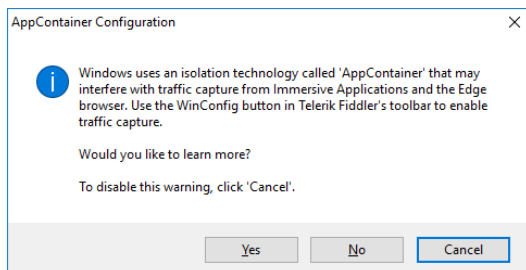 AppContainer Configuration
Windows uses an isolation technology called 'AppContainer' that may
interfere with traffic capture from Immersive Applications and the Edge
browser. Use the WinConfig button in Telerik Fiddler's toolbar to enable
traffic capture.
Would you like to learn more?
To disable this warning, click 'Cancel'.
Yes No Cancel